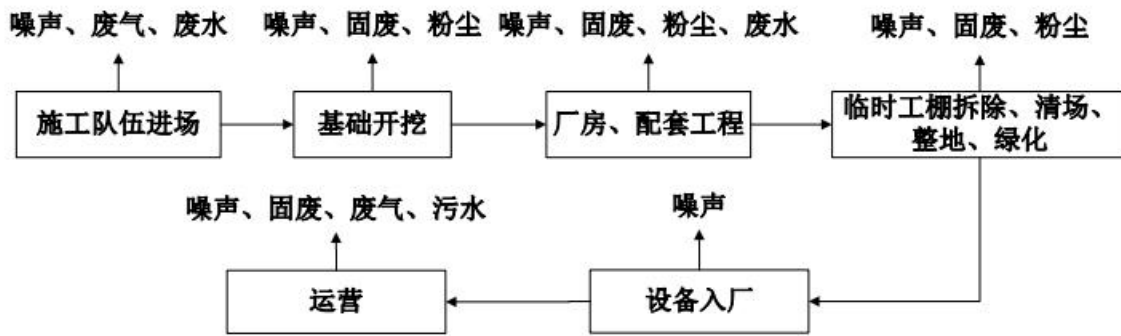 噪声、废气、废水
噪声、固废、粉尘
噪声、固废、粉尘、废水
噪声、固废、粉尘
施工队伍进场
基础开挖
厂房、配套工程
临时工棚拆除、清场、
整地、绿化
噪声、固废、废气、污水
噪声
运营
设备入厂